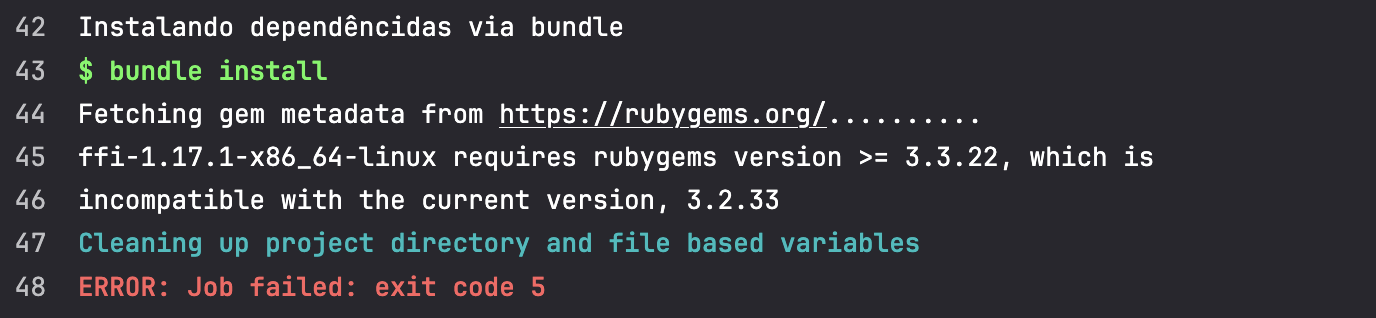 42 Instalando dependêncidas via bundle
43 $ bundle install
44 Fetching gem metadata from https://rubygems.org/..........
45 ffi-1.17.1-x86_64-linux requires rubygems version >= 3.3.22, which is
46 incompatible with the current version, 3.2.33
47 Cleaning up project directory and file based variables
48 ERROR: Job failed: exit code 5